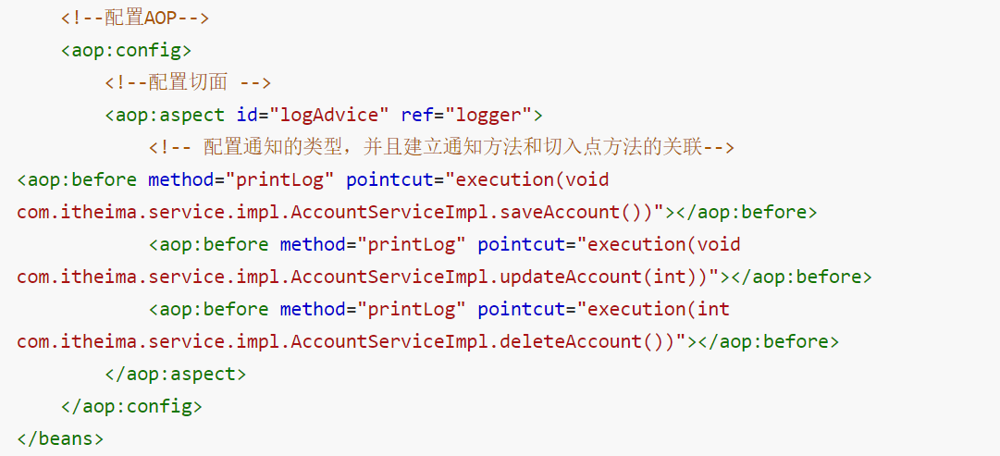 <!--配置AOP-->
<aop:config>
<!--配置切面 -->
<aop:aspect id="logAdvice" ref="logger">
<!-- 配置通知的类型，并且建立通知方法和切入点方法的关联-->
<aop:before method="printLog" pointcut="execution(void
com.itheima.service.impl.AccountServiceImpl.saveAccount())"></aop:before>
<aop:before method="printLog" pointcut="execution(void
com.itheima.service.impl.AccountServiceImpl.updateAccount(int))"></aop:before>
<aop:before method="printLog" pointcut="execution(int
com.itheima.service.impl.AccountServiceImpl.deleteAccount())"></aop:before>
</aop:aspect>
</aop:config>
</beans>